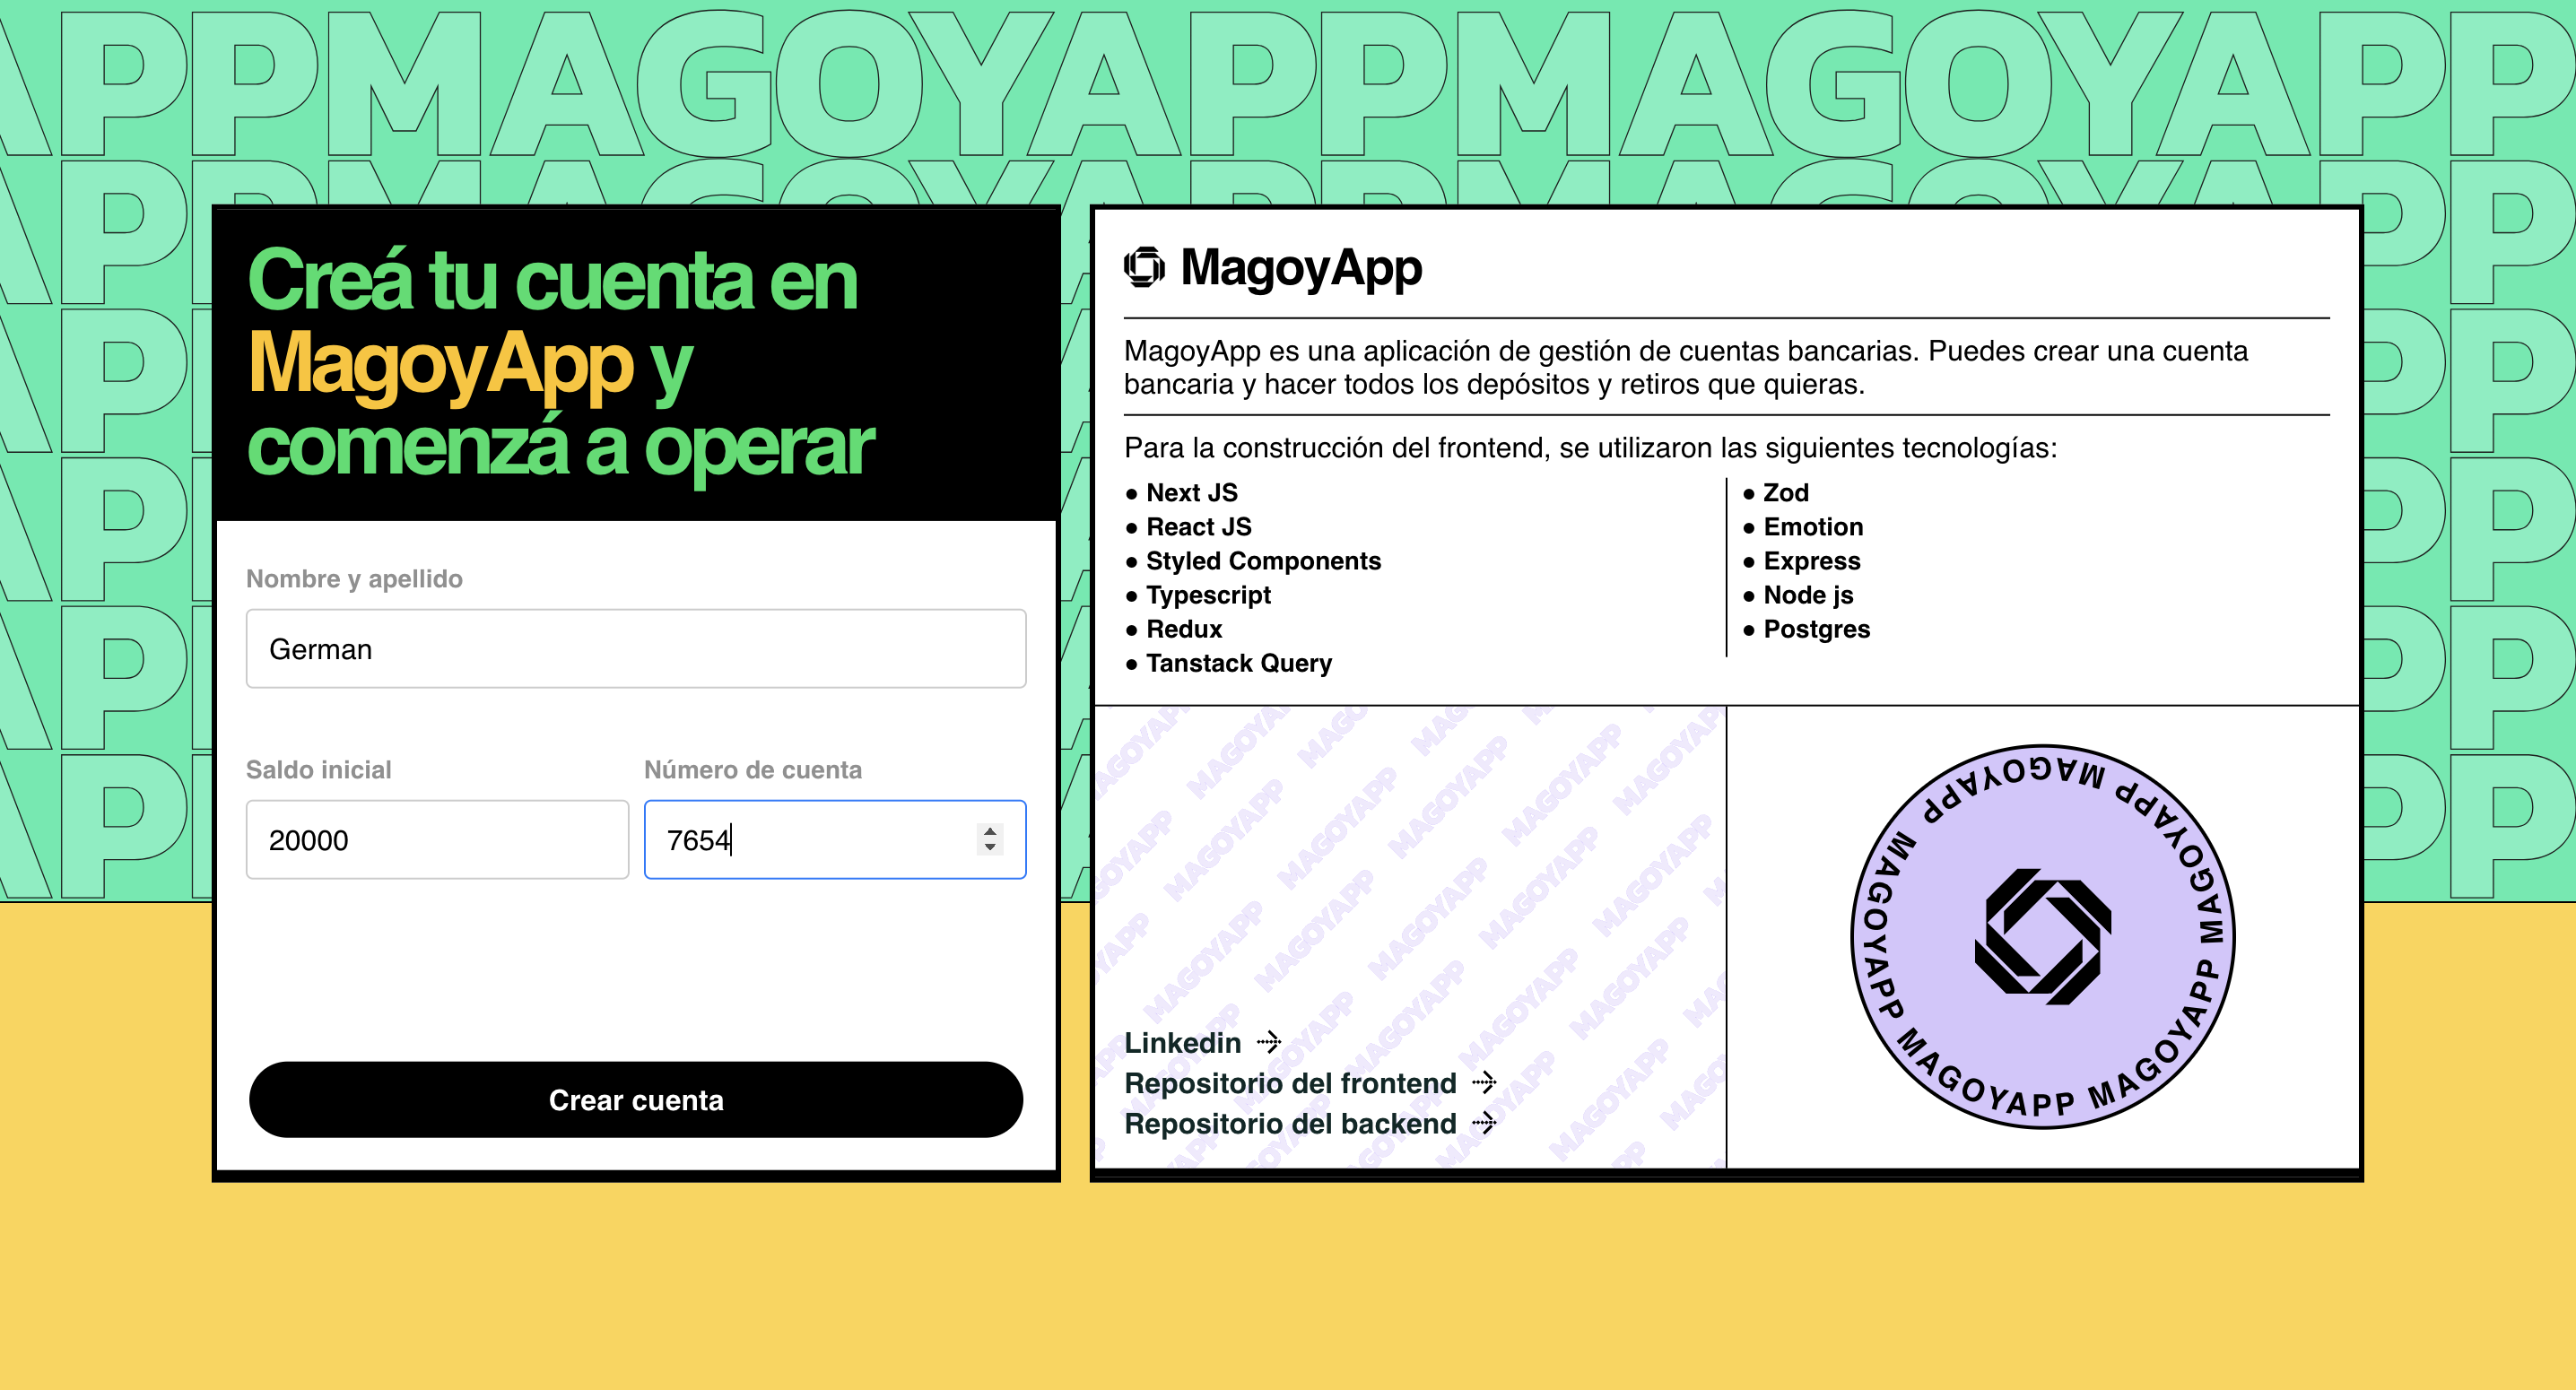 APPMAGOYAPPMAGOYAPP
APPMAGOYAPPMAGOYAPP
Creá tu cuenta en
MagoyApp y
comenzá a operar
Nombre y apellido
German
Saldo inicial
Número de cuenta
20000
7654
Crear cuenta
MagoyApp
MagoyApp es una aplicación de gestión de cuentas bancarias. Puedes crear una cuenta
bancaria y hacer todos los depósitos y retiros que quieras.
Para la construcción del frontend, se utilizaron las siguientes tecnologías:
● Next JS
● React JS
● Styled Components
● Typescript
● Redux
● Tanstack Query
● Zod
● Emotion
● Express
● Node js
● Postgres
Linkedin
Repositorio del frontend
Repositorio del backend
MAGOYAPP MAGOYAPP MAGOYAPP MAGOYAPP MAGOYAPP